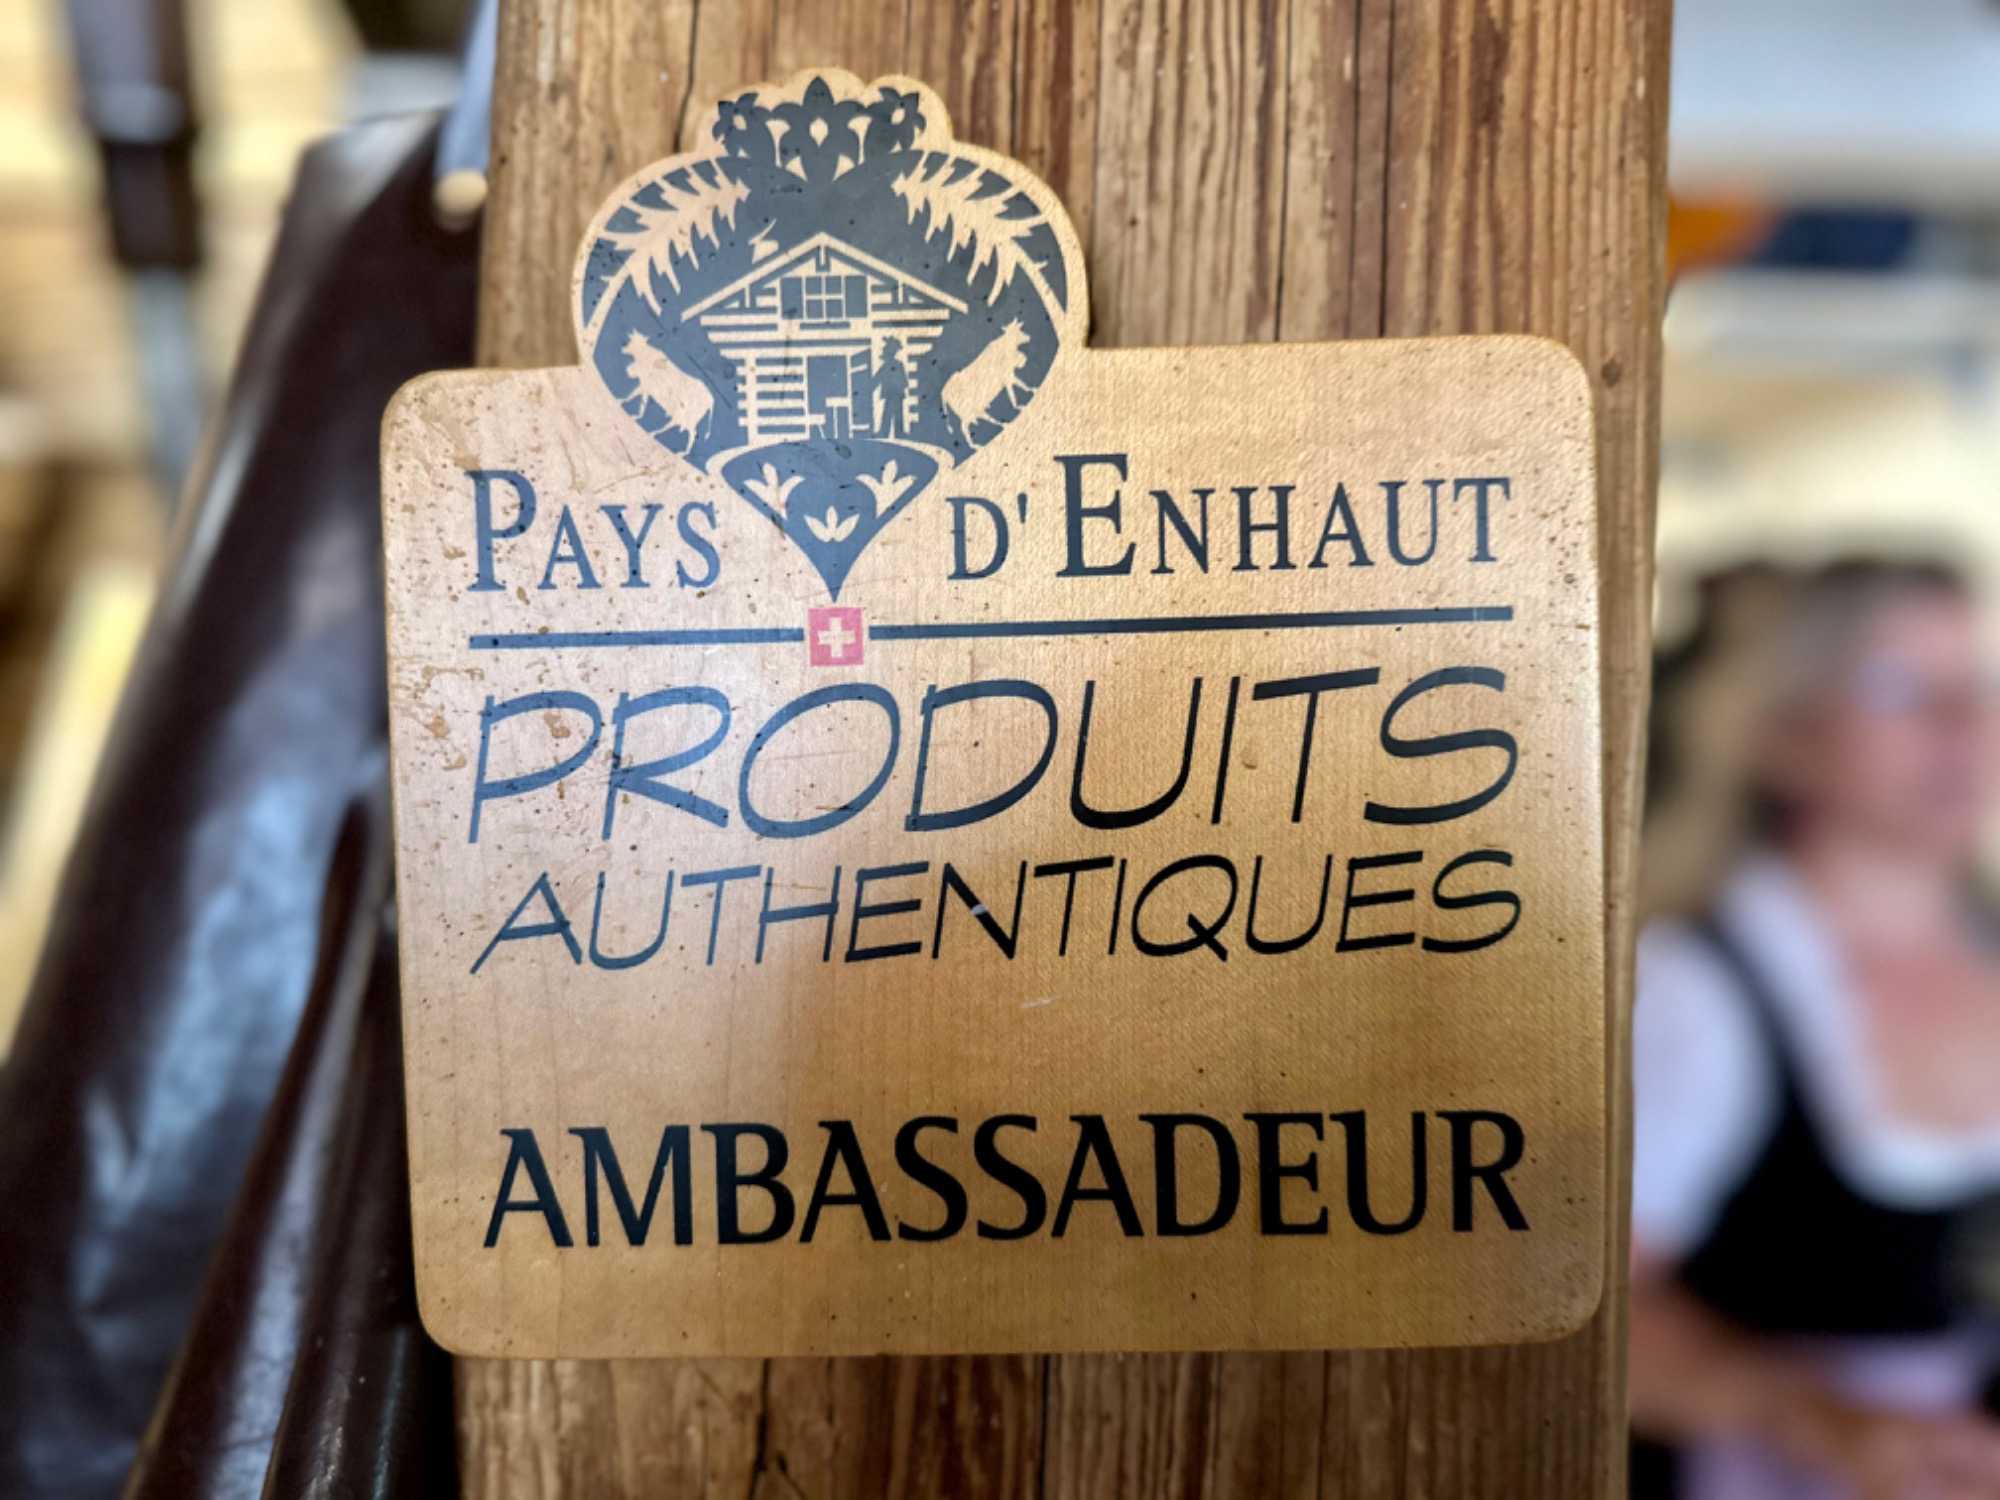 PAYS D'ENHAUT
PRODUITS
AUTHENTIQUES
AMBASSADEUR